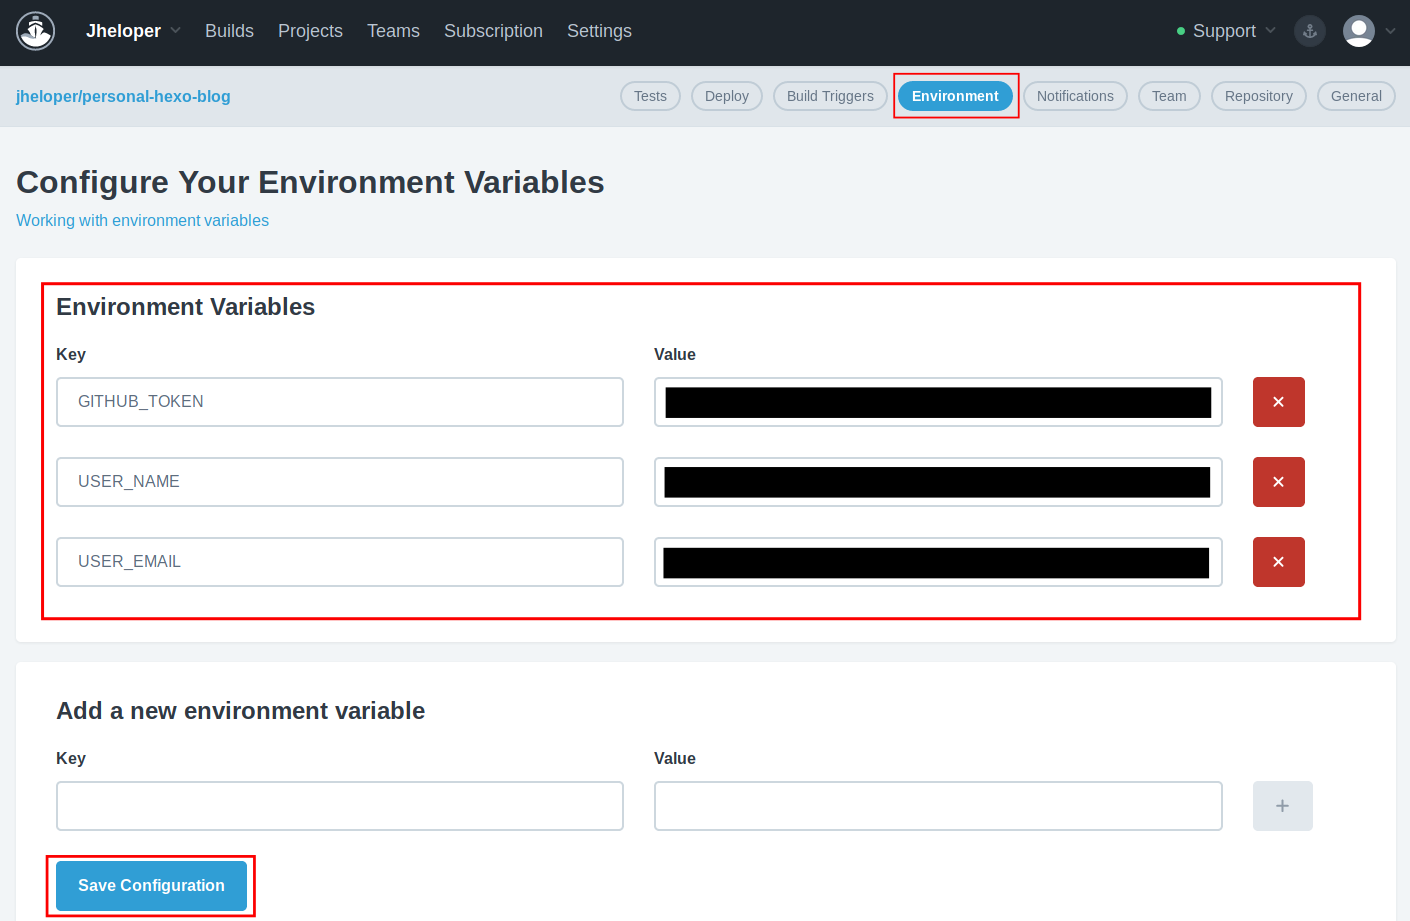 Jheloper Builds Projects Teams Subscription Settings Support
jheloper/personal-hexo-blog Tests Deploy Build Triggers Environment Notifications Team Repository General
Configure Your Environment Variables
Working with environment variables
Environment Variables
Key Value
GITHUB_TOKEN
USER_NAME
USER_EMAIL
Add a new environment variable
Key Value
+
Save Configuration